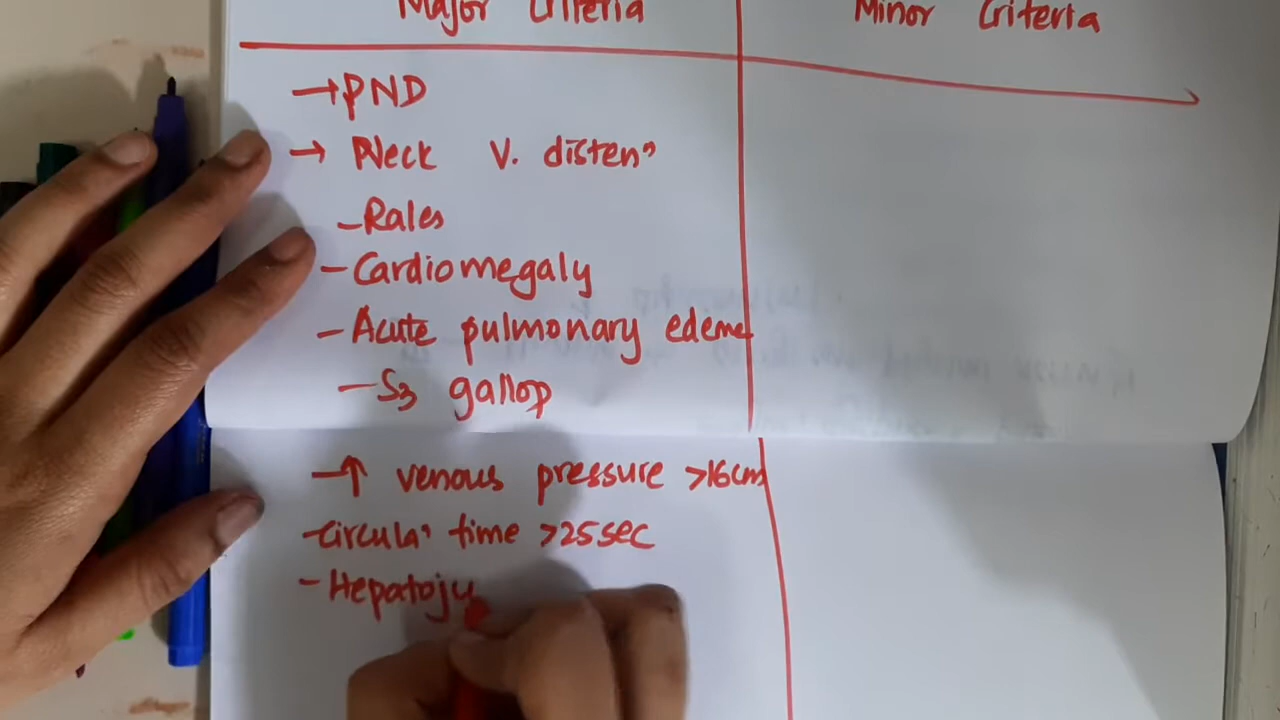 Major Criteria
Minor Criteria
→ PND
→ Neck V. disten"
- Rales
- Cardiomegaly
- Acute pulmonary edeme
- S3 gallop
- ↑ venous pressure >16cm
- Circula' time >25sec
- Hepatoju